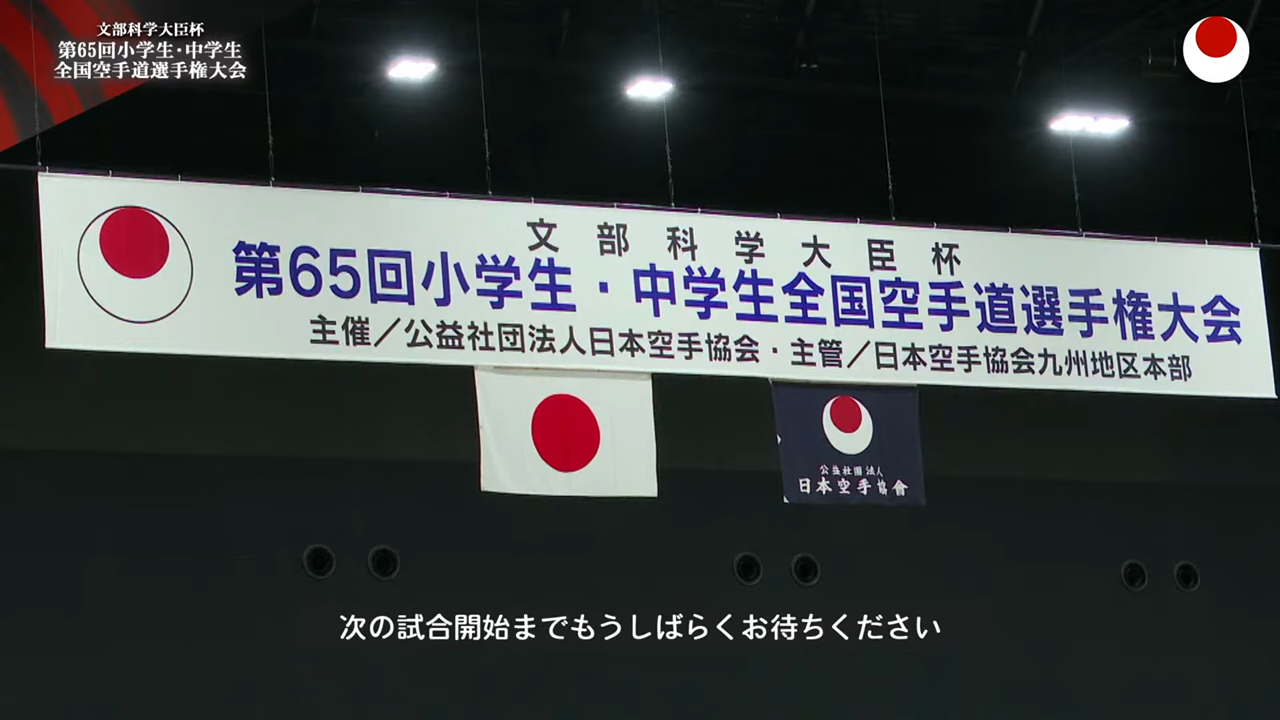 文部科学大臣杯
第65回小学生・中学生
全国空手道選手権大会
文部科学大臣杯
第65回小学生・中学生全国空手道選手権大会
主催／公益社団法人日本空手協会・主管／日本空手協会九州地区本部
公益社団法人
日本空手協會
次の試合開始までもうしばらくお待ちください